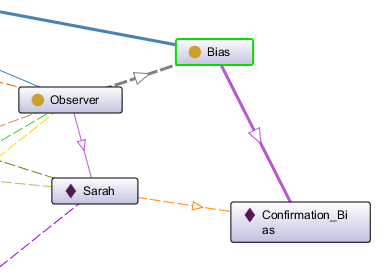 Bias
Observer
Sarah
Confirmation_Bi
as